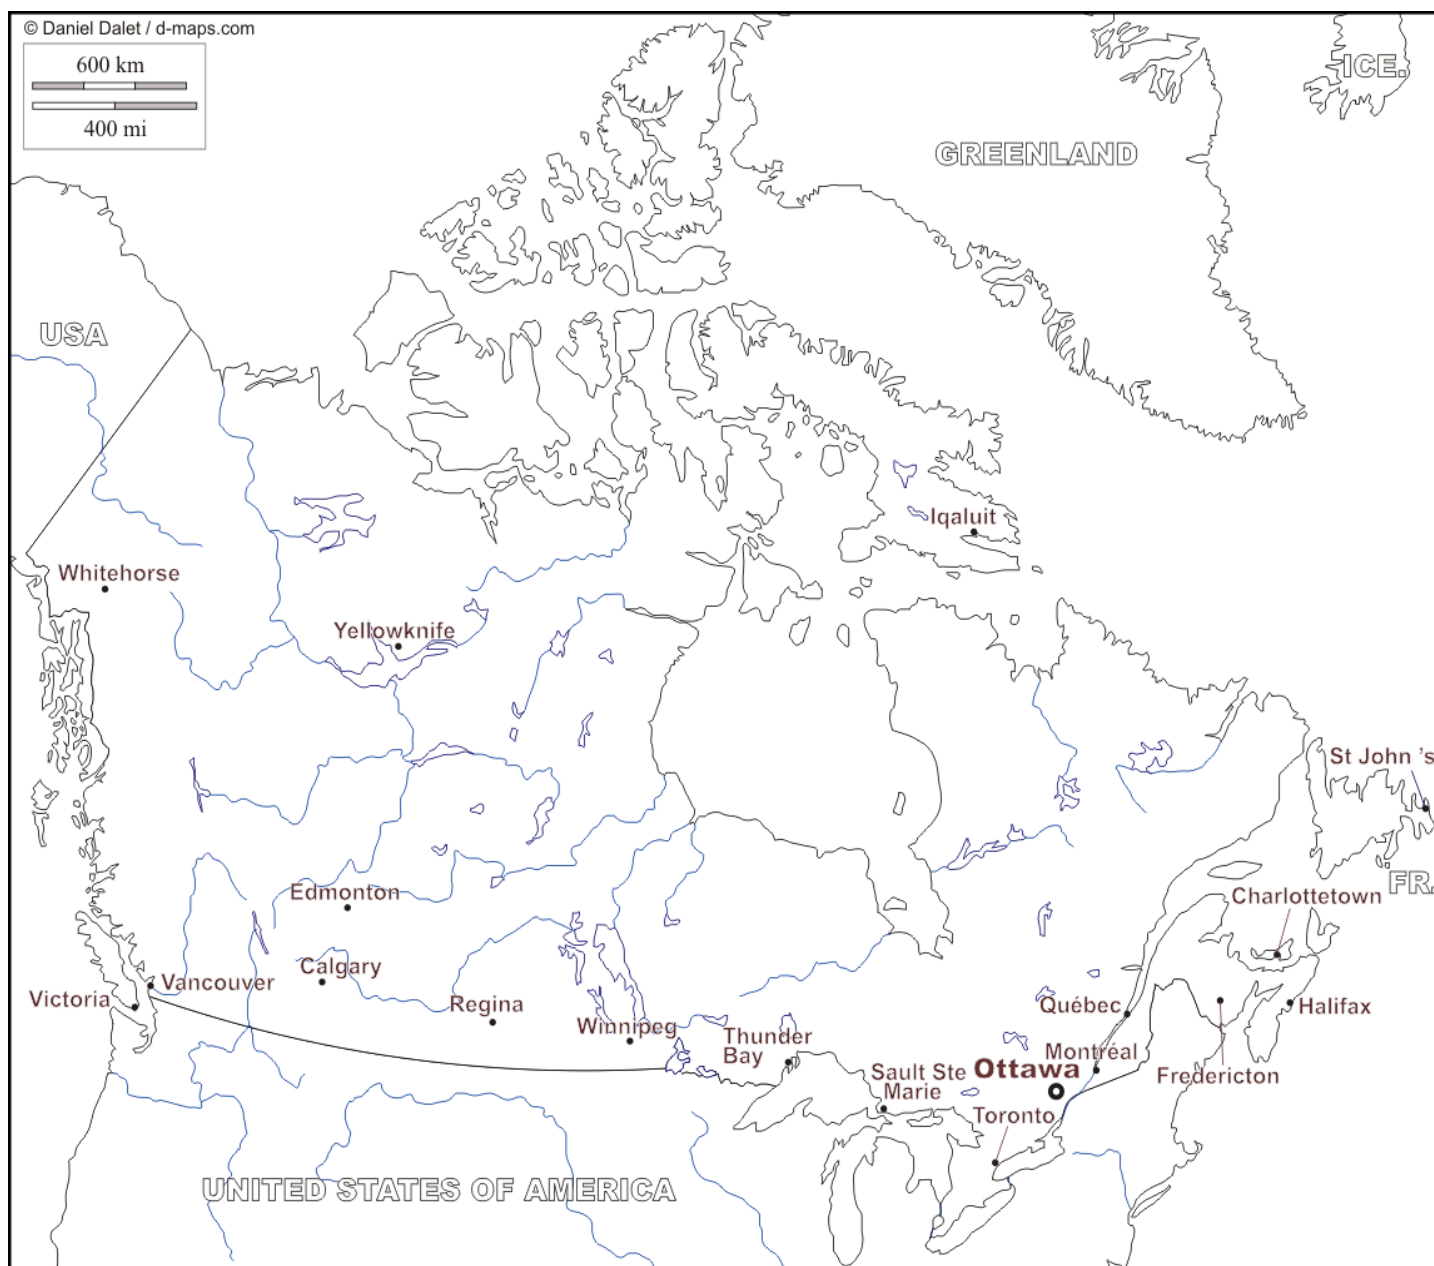 © Daniel Dalet / d-maps.com
600 km
400 mi
ICE.
GREENLAND
USA
Iqaluit
Whitehorse
Yellowknife
St John 's
FRA
Edmonton
Charlottetown
Calgary
Vancouver
Victoria
Regina
Winnipeg
Thunder
Bay
Québec
Halifax
Montréal
Sault Ste
Marie
Ottawa
Fredericton
Toronto
UNITED STATES OF AMERICA